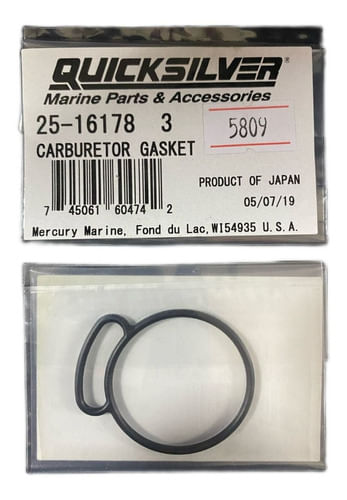 QUICKSILVER®
Marine Parts & Accessories
25-16178 3
5809
CARBURETOR GASKET
PRODUCT OF JAPAN
7 45061 60474 2
05/07/19
Mercury Marine, Fond du Lac,WI54935 U.S.A.